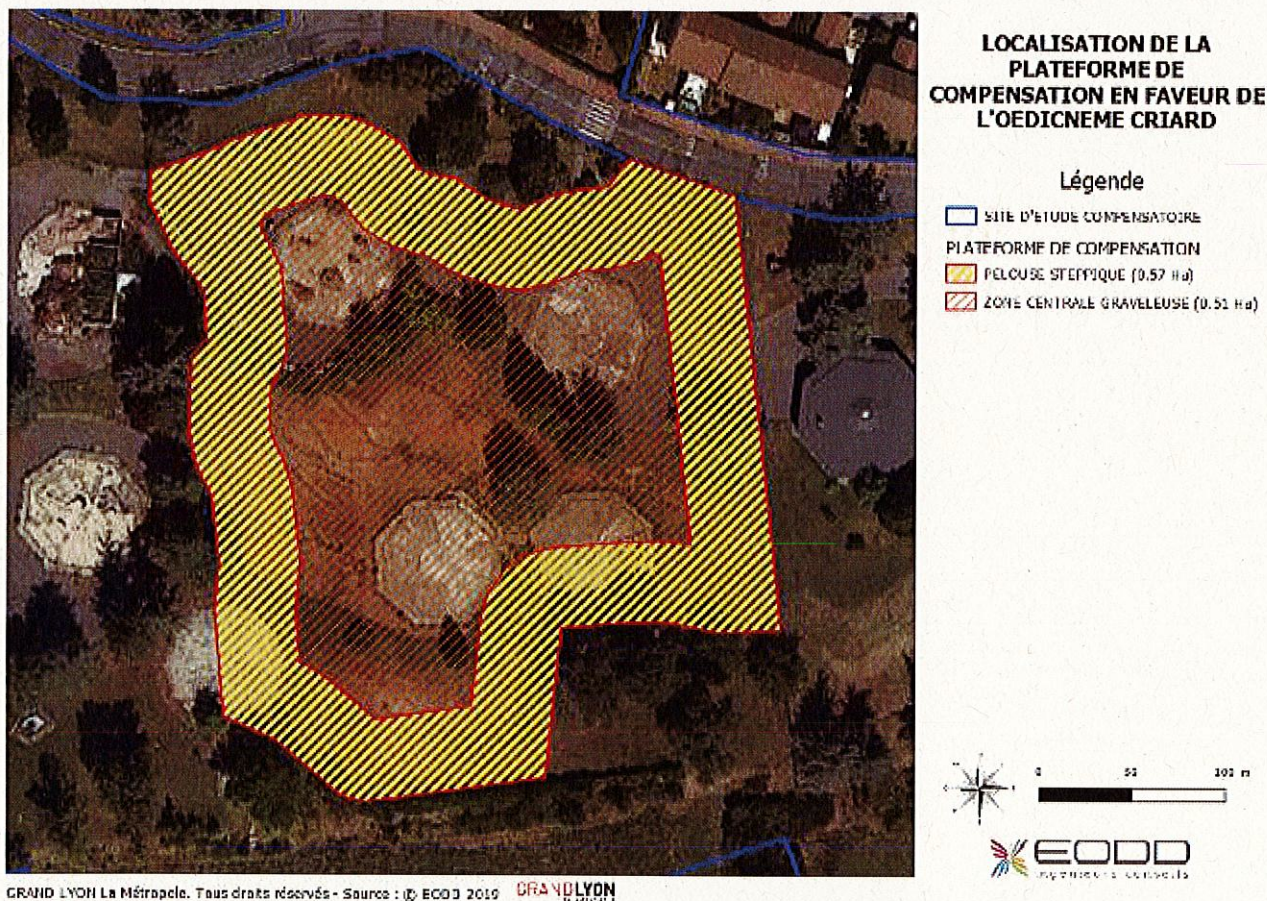 LOCALISATION DE LA
PLATEFORME DE
COMPENSATION EN FAVEUR DE
L'OEDICNEME CRIARD
Légende
SITE D'ETUDE COMPENSATOIRE
PLATEFORME DE COMPENSATION
PELOUSE STEPPIQUE (0.57 Ha)
ZONE CENTRALE GRAVELEUSE (0.51 Ha)
0 50 100 m
EODD
ingénieurs conseils
GRAND LYON La Métropole. Tous droits réservés - Source : © EODD 2019 GRANDLYON